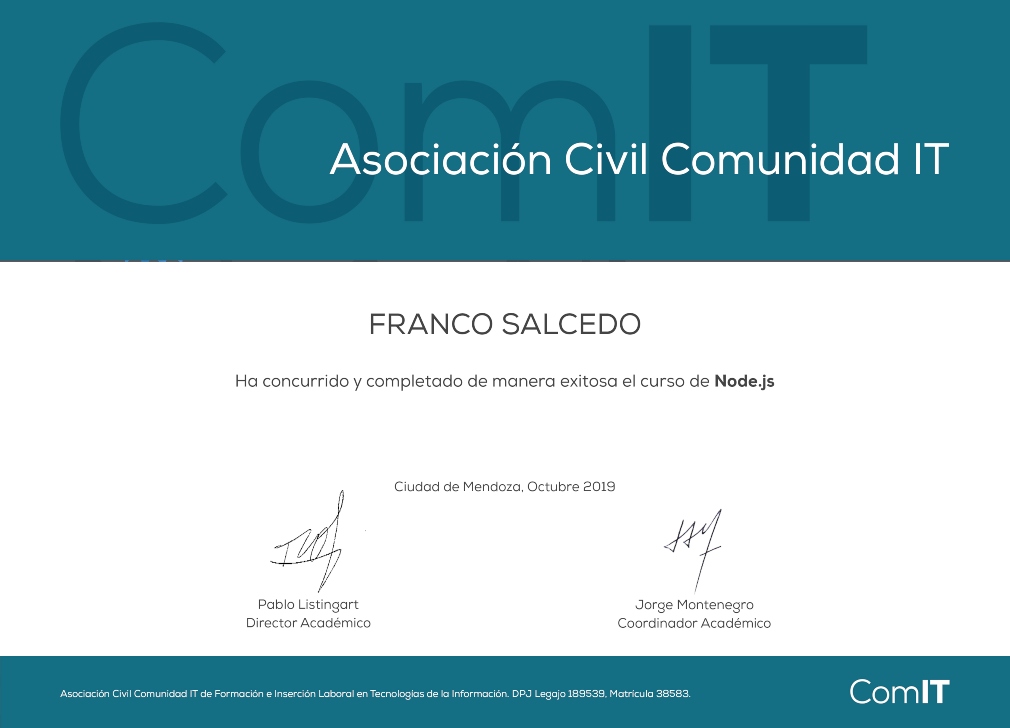 ComIT
Asociación Civil Comunidad IT
FRANCO SALCEDO
Ha concurrido y completado de manera exitosa el curso de Node.js
Ciudad de Mendoza, Octubre 2019
Pablo Listingart
Director Académico
Jorge Montenegro
Coordinador Académico
Asociación Civil Comunidad IT de Formación e Inserción Laboral en Tecnologías de la Información. DPJ Legajo 189539, Matrícula 38583.
ComIT